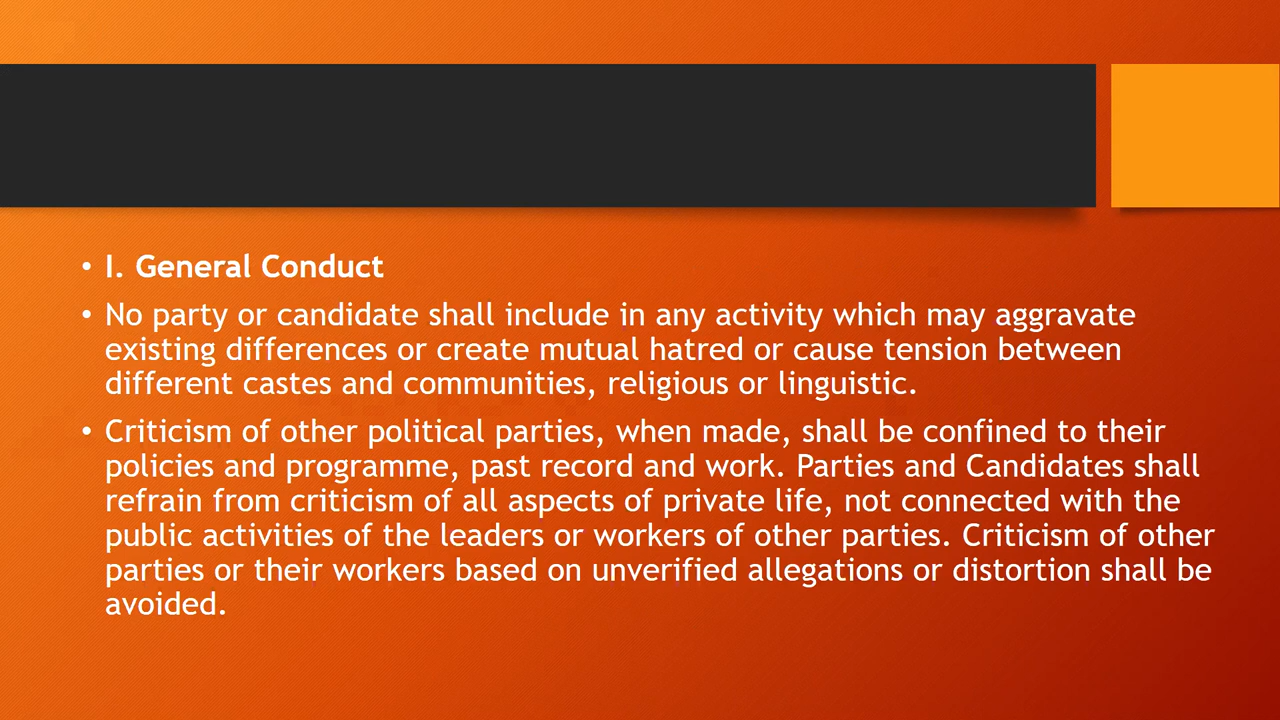 • I. General Conduct
• No party or candidate shall include in any activity which may aggravate
existing differences or create mutual hatred or cause tension between
different castes and communities, religious or linguistic.
• Criticism of other political parties, when made, shall be confined to their
policies and programme, past record and work. Parties and Candidates shall
refrain from criticism of all aspects of private life, not connected with the
public activities of the leaders or workers of other parties. Criticism of other
parties or their workers based on unverified allegations or distortion shall be
avoided.